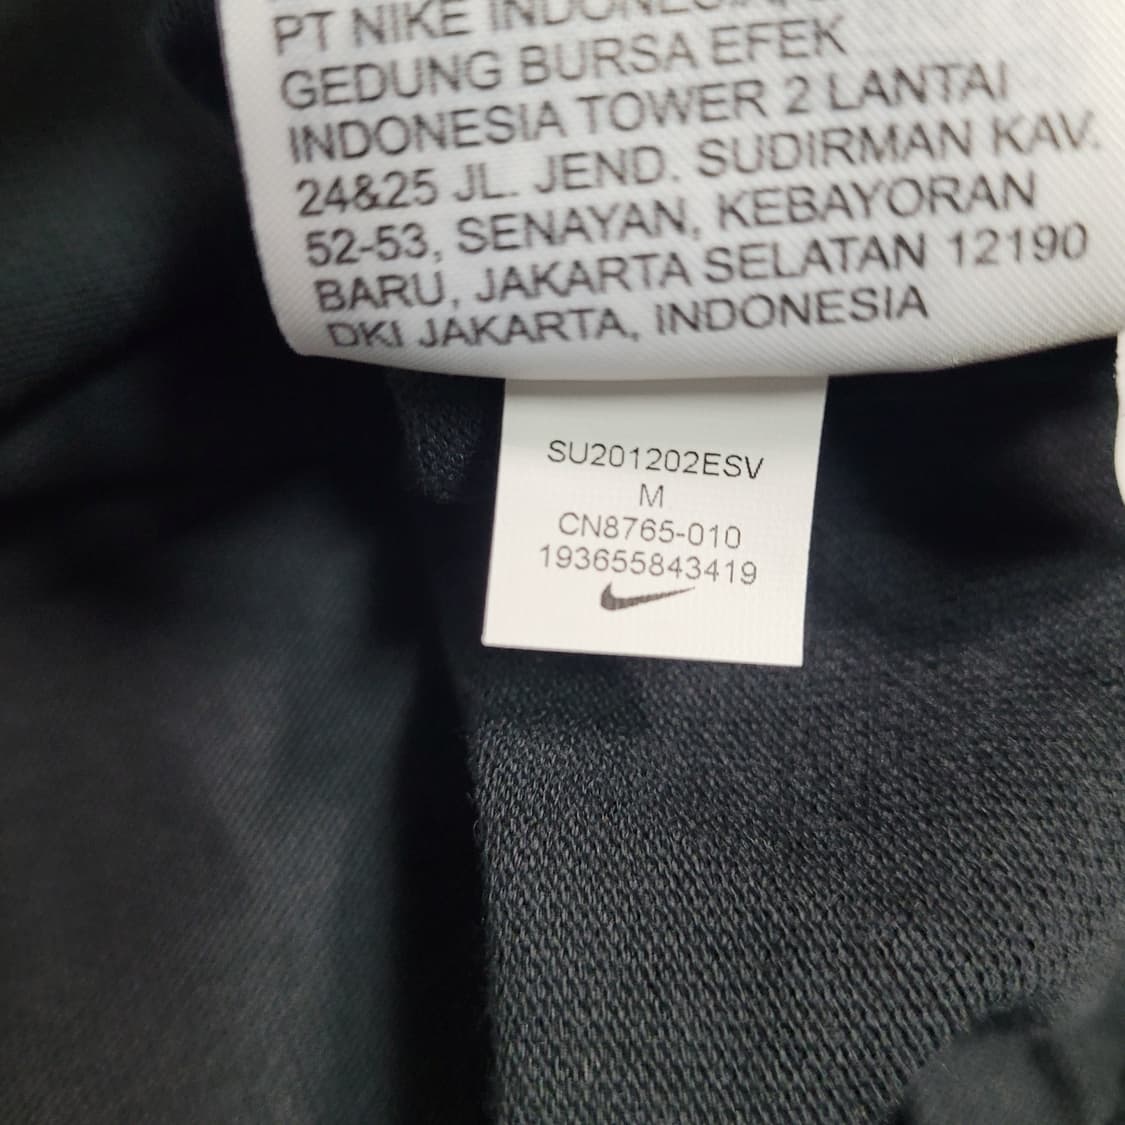 PT NIKE INDONESIA,
GEDUNG BURSA EFEK
INDONESIA TOWER 2 LANTAI
24&25 JL. JEND. SUDIRMAN KAV.
52-53, SENAYAN, KEBAYORAN
BARU, JAKARTA SELATAN 12190
DKI JAKARTA, INDONESIA
SU201202ESV
M
CN8765-010
193655843419